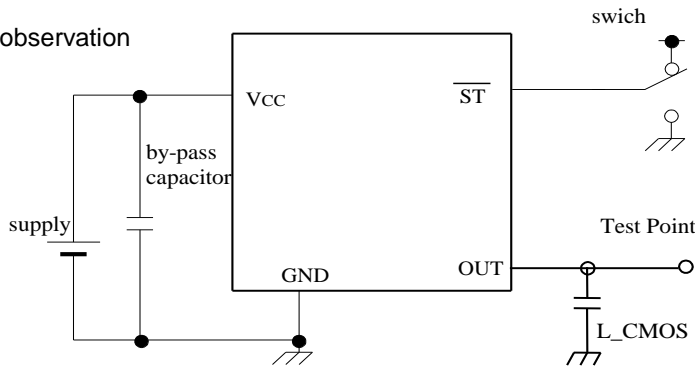 observation
swich
VCC
ST
by-pass
capacitor
supply
Test Point
GND
OUT
L_CMOS